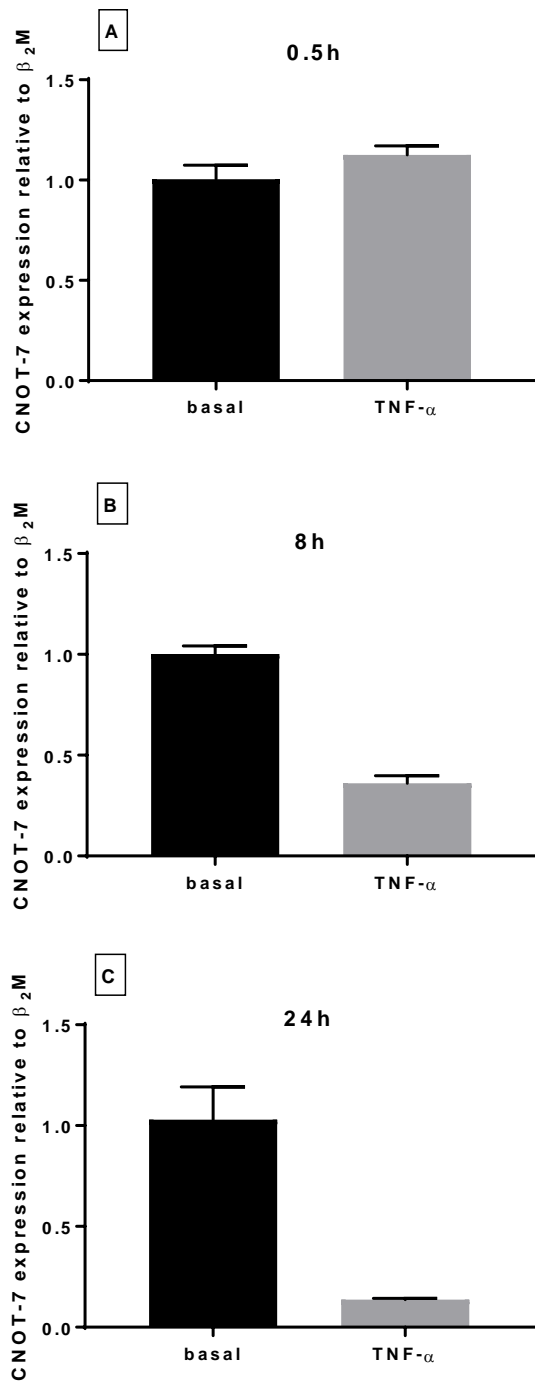 A
0.5h
CNOT-7 expression relative to β2M
1.5
1.0
0.5
0.0
basal TNF-α
B
8h
CNOT-7 expression relative to β2M
1.5
1.0
0.5
0.0
basal TNF-α
C
24h
CNOT-7 expression relative to β2M
1.5
1.0
0.5
0.0
basal TNF-α